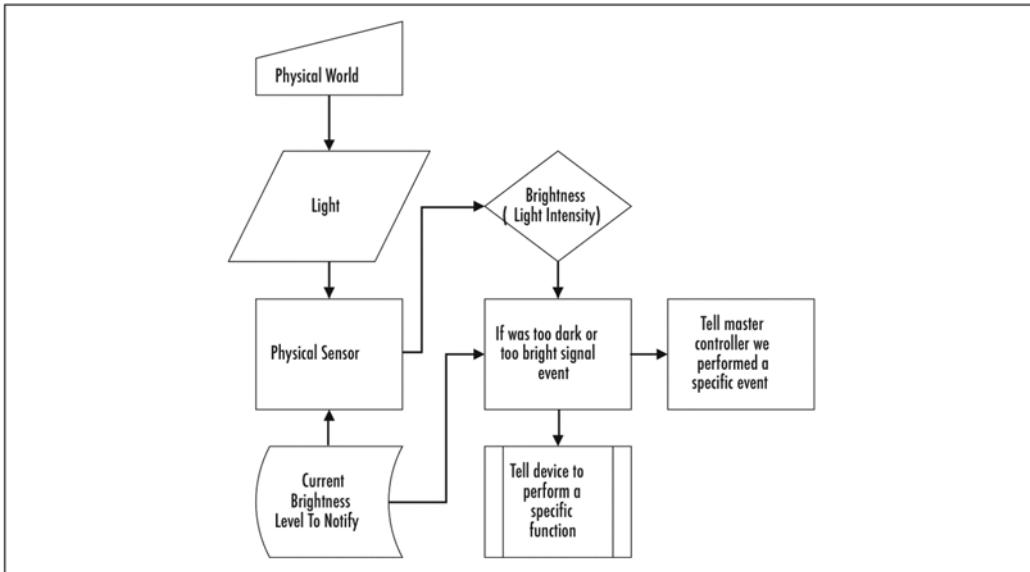 Physical World
Light
Brightness
( Light Intensity)
Physical Sensor
If was too dark or
too bright signal
event
Tell master
controller we
performed a
specific event
Current
Brightness
Level To Notify
Tell device to
perform a
specific
function